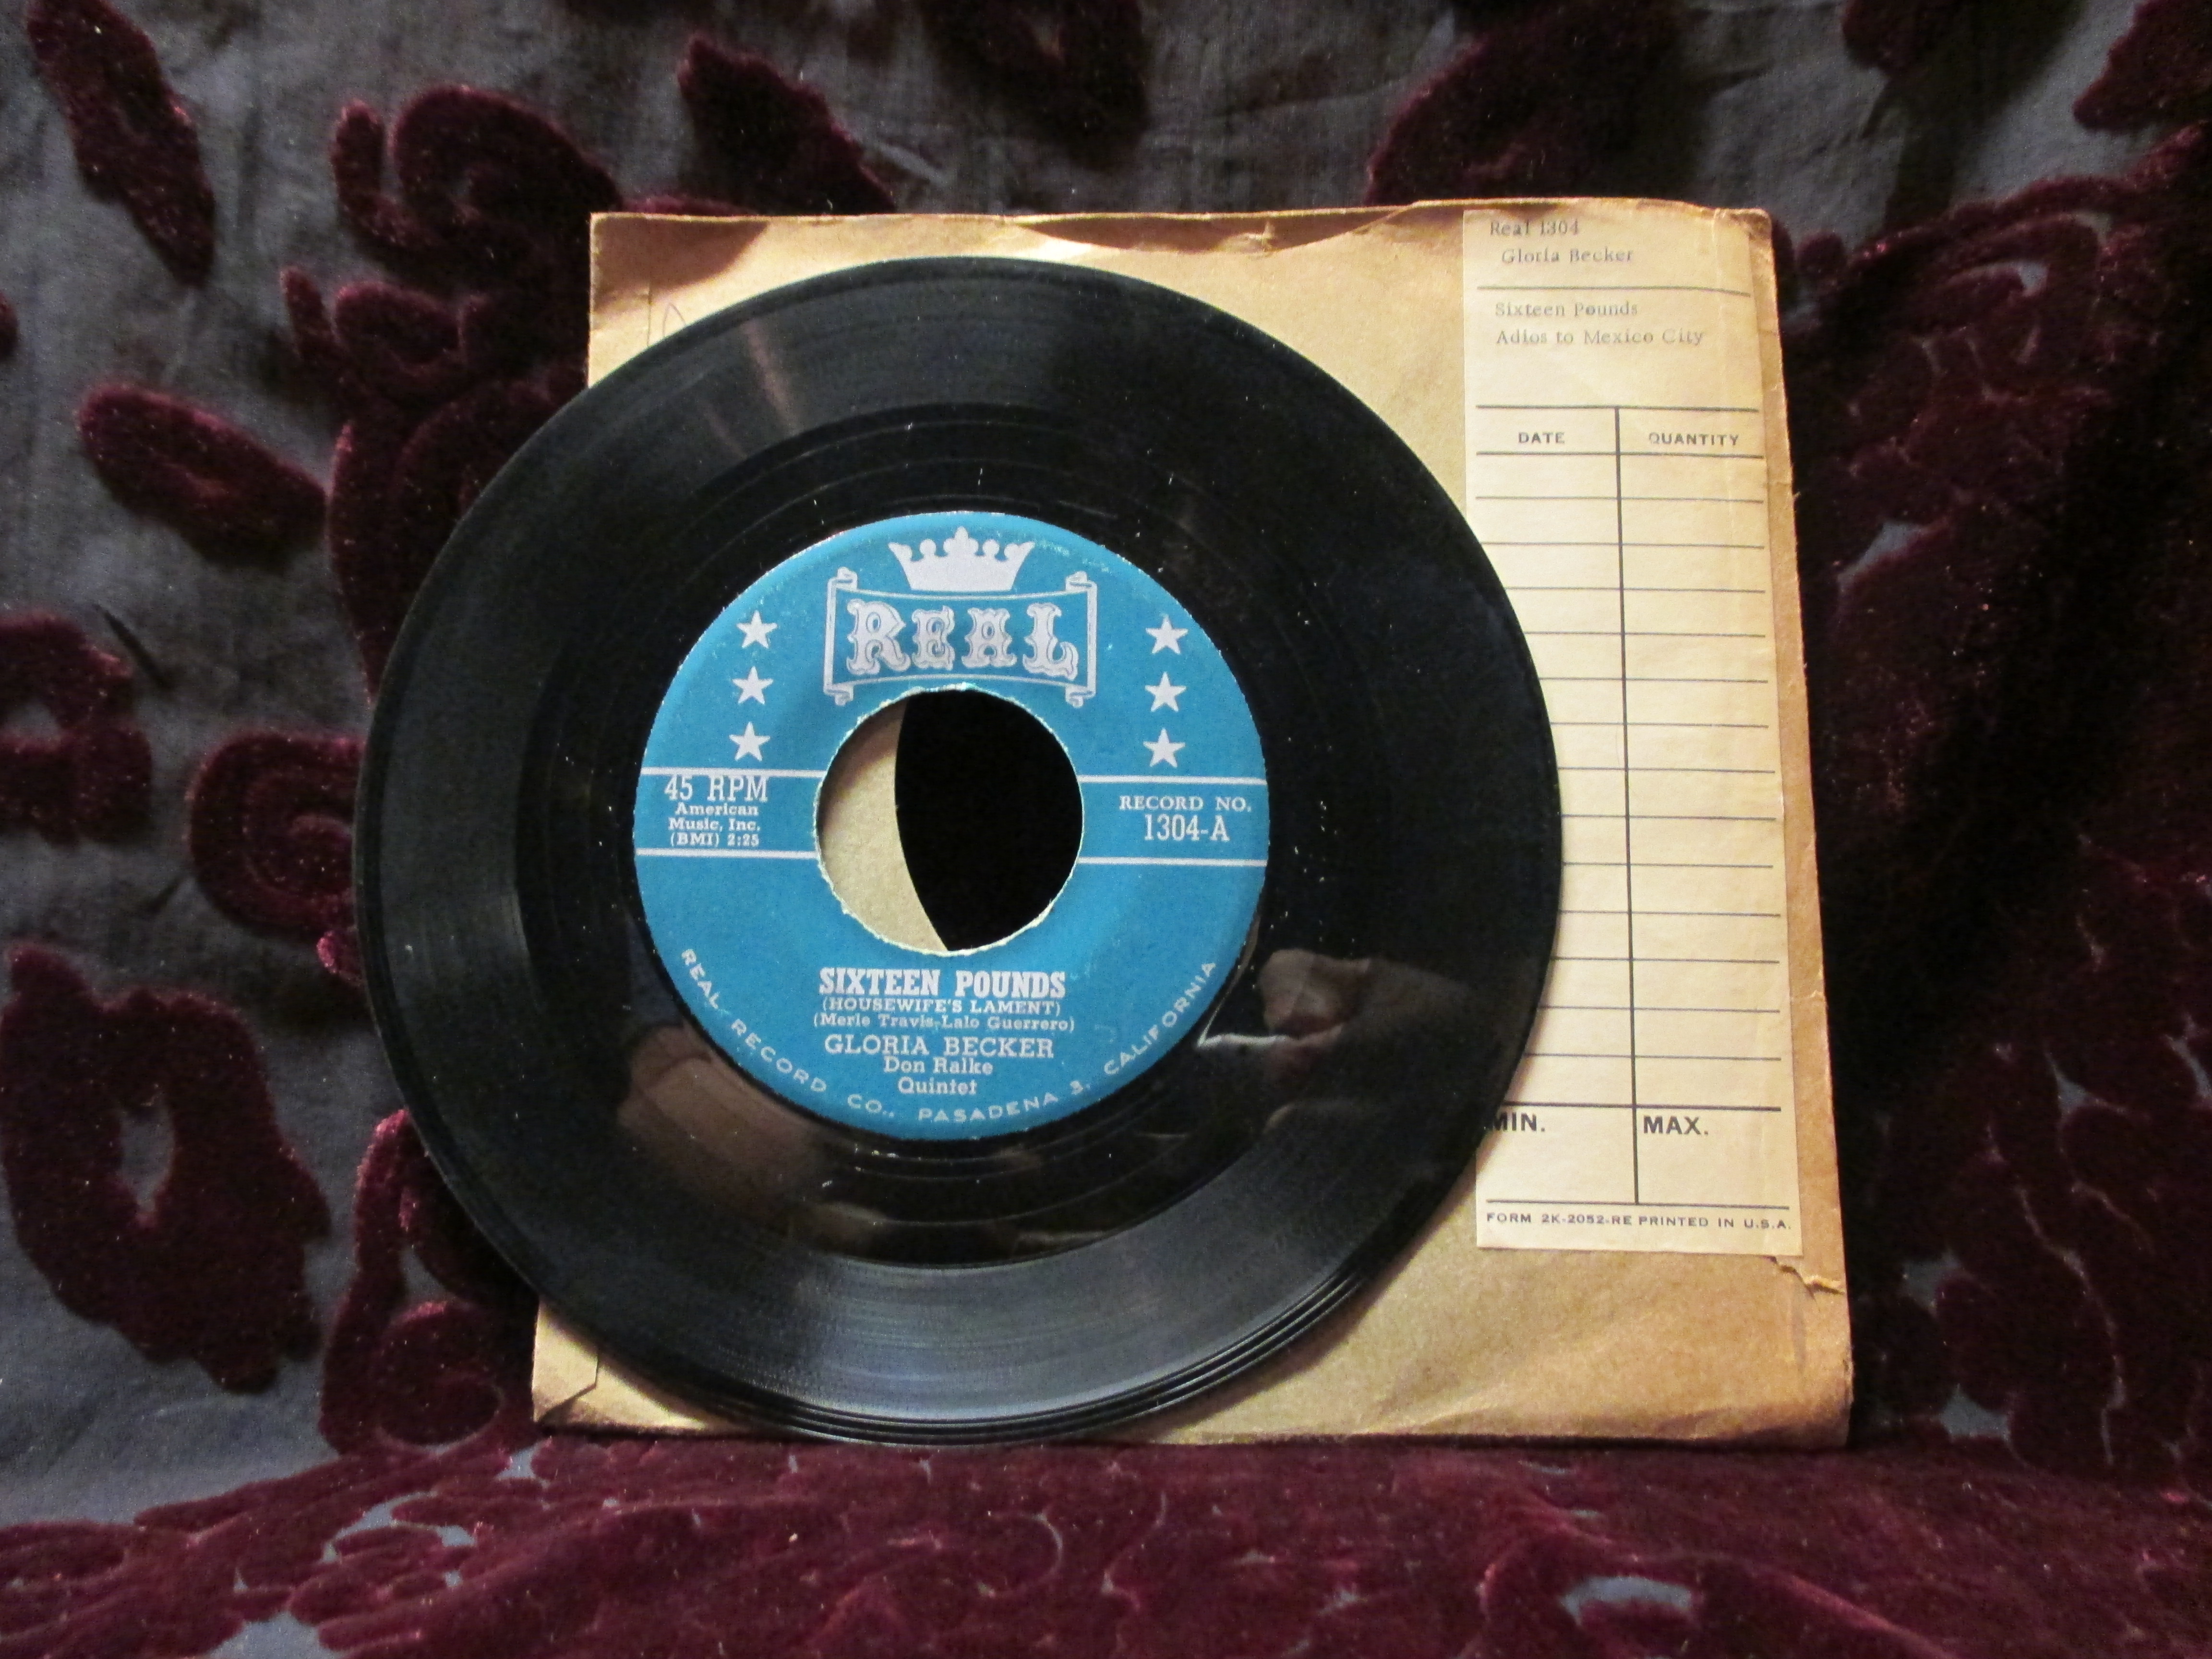 REAL
45 RPM
American
Music, Inc.
(BMI) 2:25
RECORD NO.
1304-A
SIXTEEN POUNDS
(HOUSEWIFE'S LAMENT)
(Merle Travis-Lalo Guerrero)
GLORIA BECKER
Don Ralke
Quintet
REAL RECORD CO., PASADENA 3, CALIFORNIA
Real 1304
Gloria Becker
Sixteen Pounds
Adios to Mexico City
DATE QUANTITY
MIN. MAX.
FORM 2K-2052-RE PRINTED IN U.S.A.